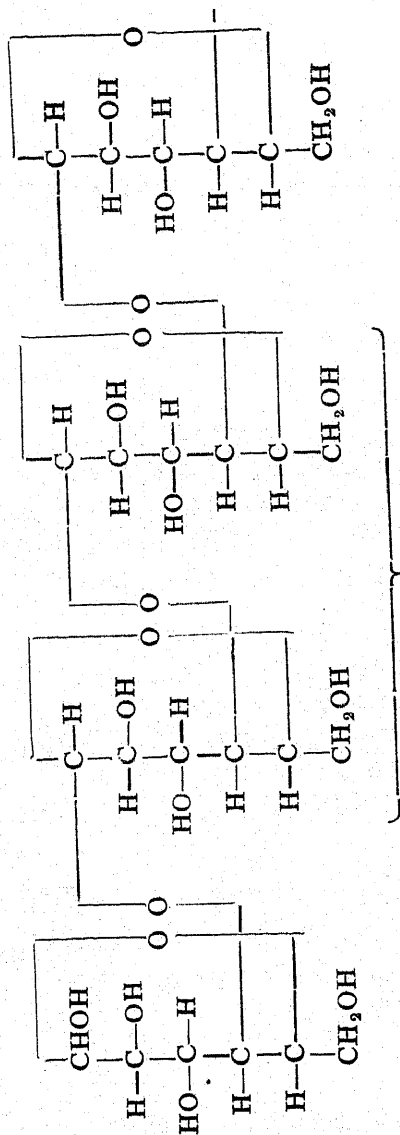 CHOH C—H C—H C—H
H—C—OH H—C—OH H—C—OH H—C—OH
O O O O O O O
HO—C—H HO—C—H HO—C—H HO—C—H
H—C H—C H—C H—C
H—C H—C H—C H—C
CH₂OH CH₂OH CH₂OH CH₂OH